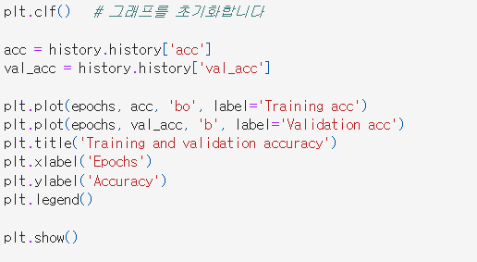 plt.clf()   # 그래프를 초기화합니다
acc = history.history['acc']
val_acc = history.history['val_acc']
plt.plot(epochs, acc, 'bo', label='Training acc')
plt.plot(epochs, val_acc, 'b', label='Validation acc')
plt.title('Training and validation accuracy')
plt.xlabel('Epochs')
plt.ylabel('Accuracy')
plt.legend()
plt.show()